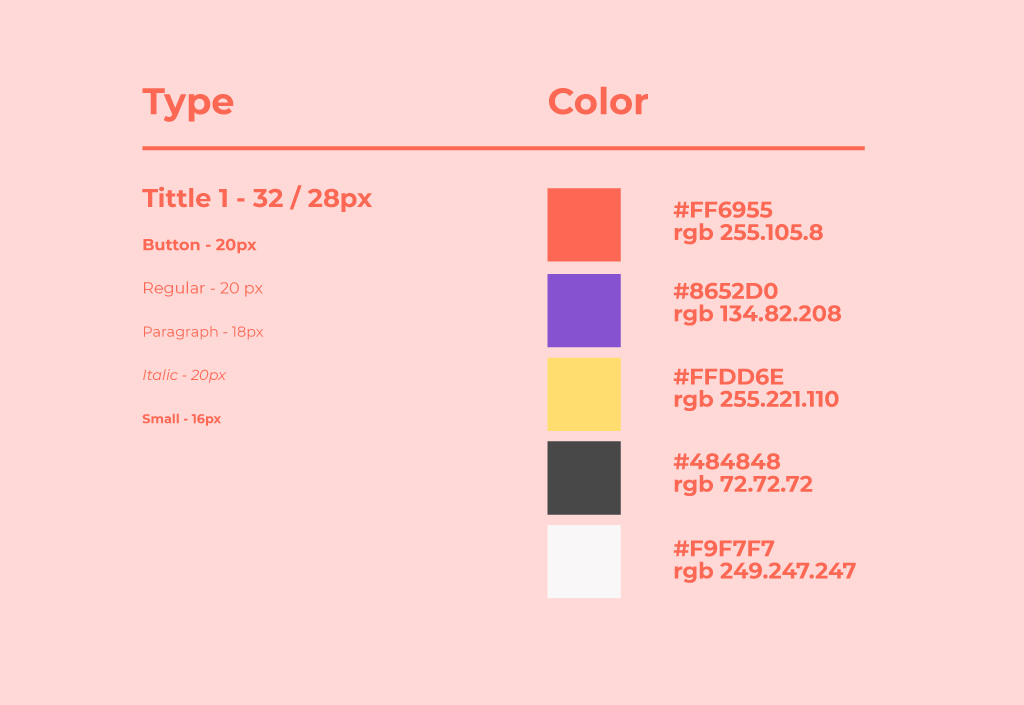 Type
Color
Tittle 1 - 32 / 28px
Button - 20px
Regular - 20 px
Paragraph - 18px
Italic - 20px
Small - 16px
#FF6955
rgb 255.105.8
#8652D0
rgb 134.82.208
#FFDD6E
rgb 255.221.110
#484848
rgb 72.72.72
#F9F7F7
rgb 249.247.247